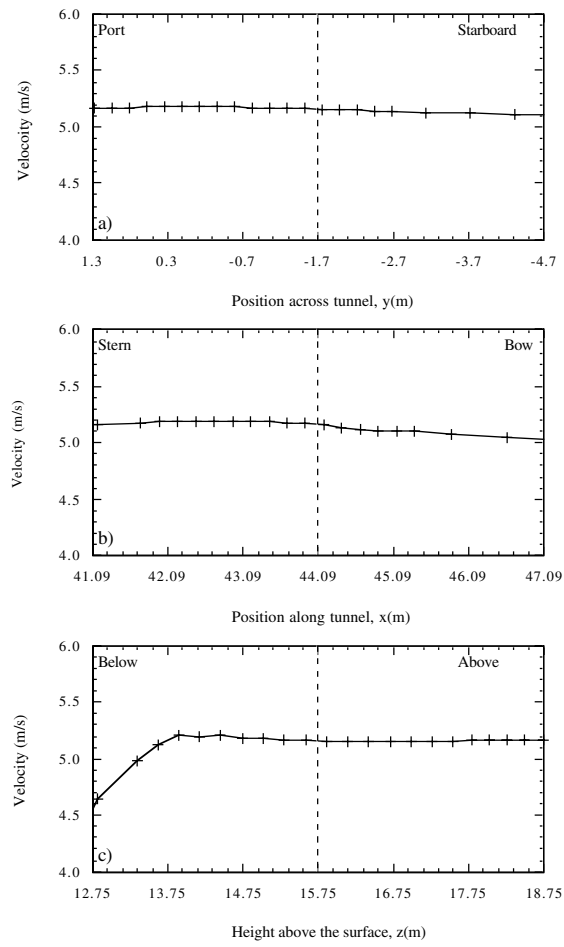 6.0
Port Starboard
5.5
5.0
4.5
a)
4.0
Velocoity (m/s)
1.3 0.3 -0.7 -1.7 -2.7 -3.7 -4.7
Position across tunnel, y(m)
6.0
Stern Bow
5.5
5.0
4.5
b)
4.0
Velocity (m/s)
41.09 42.09 43.09 44.09 45.09 46.09 47.09
Position along tunnel, x(m)
6.0
Below Above
5.5
5.0
4.5
c)
4.0
Velocity (m/s)
12.75 13.75 14.75 15.75 16.75 17.75 18.75
Height above the surface, z(m)